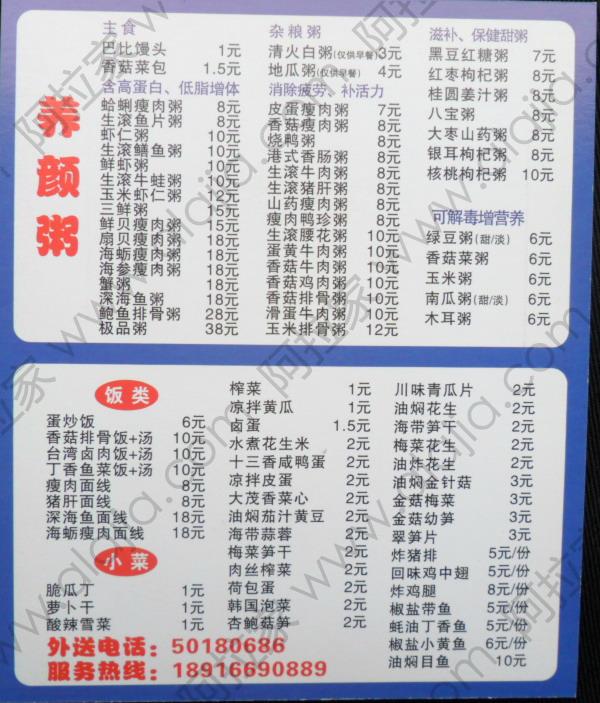 养颜粥
主食
巴比馒头 1元
香菇菜包 1.5元
含高蛋白、低脂增体
蛤蜊瘦肉粥 8元
生滚鱼片粥 8元
虾仁粥 10元
生滚鳝鱼粥 10元
鲜虾粥 10元
生滚牛蛙粥 12元
玉米虾仁粥 12元
三鲜粥 15元
鲜贝瘦肉粥 15元
扇贝瘦肉粥 15元
海蛎瘦肉粥 18元
海参瘦肉粥 18元
蟹粥 18元
深海鱼粥 18元
鲍鱼排骨粥 28元
极品粥 38元
杂粮粥
清火白粥(仅供早餐) 3元
地瓜粥(仅供早餐) 4元
消除疲劳、补活力
皮蛋瘦肉粥 7元
香菇瘦肉粥 8元
烧鸭粥 8元
港式香肠粥 8元
生滚牛肉粥 8元
生滚猪肝粥 8元
山药瘦肉粥 8元
瘦肉鸭珍粥 8元
生滚腰花粥 10元
蛋黄牛肉粥 10元
香菇牛肉粥 10元
香菇鸡肉粥 10元
香菇排骨粥 10元
滑蛋牛肉粥 10元
玉米排骨粥 12元
滋补、保健甜粥
黑豆红糖粥 7元
红枣枸杞粥 8元
桂圆姜汁粥 8元
八宝粥 8元
大枣山药粥 8元
银耳枸杞粥 8元
核桃枸杞粥 10元
可解毒增营养
绿豆粥(甜/淡) 6元
香菇菜粥 6元
玉米粥 6元
南瓜粥(甜/淡) 6元
木耳粥 6元
饭类
蛋炒饭 6元
香菇排骨饭+汤 10元
台湾卤肉饭+汤 10元
丁香鱼菜饭+汤 10元
瘦肉面线 8元
猪肝面线 8元
深海鱼面线 18元
海蛎瘦肉面线 18元
小菜
脆瓜丁 1元
萝卜干 1元
酸辣雪菜 1元
榨菜 1元
凉拌黄瓜 1元
卤蛋 1.5元
水煮花生米 2元
十三香咸鸭蛋 2元
凉拌皮蛋 2元
大茂香菜心 2元
油焖茄汁黄豆 2元
海带蒜蓉 2元
梅菜笋干 2元
肉丝榨菜 2元
荷包蛋 2元
韩国泡菜 2元
杏鲍菇笋 2元
川味青瓜片 2元
油焖花生 2元
海带笋干 2元
梅菜花生 2元
油炸花生 2元
油焖金针菇 3元
金菇梅菜 3元
金菇幼笋 3元
翠笋片 3元
炸猪排 5元/份
回味鸡中翅 5元/份
炸鸡腿 8元/份
椒盐带鱼 5元/份
蚝油丁香鱼 5元/份
椒盐小黄鱼 6元/份
油焖目鱼 10元
外送电话：50180686
服务热线：18916690889
阿拉家 www.alajia.com